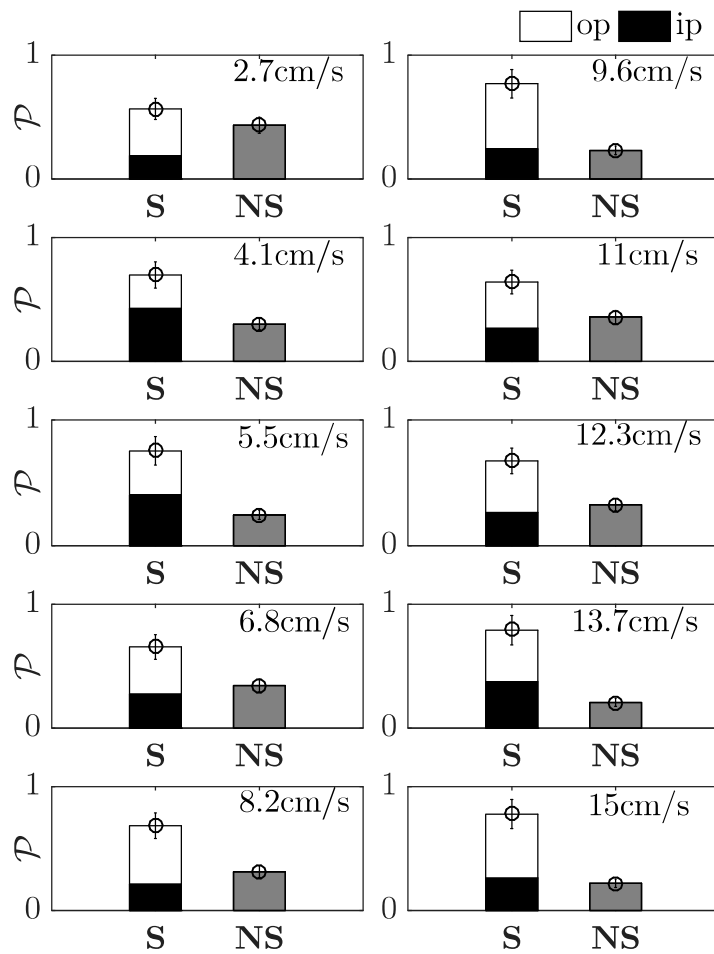 op ip
1 2.7cm/s 9.6cm/s 1
𝒫
0 0
S NS S NS
1 4.1cm/s 11cm/s 1
𝒫
0 0
S NS S NS
1 5.5cm/s 12.3cm/s 1
𝒫
0 0
S NS S NS
1 6.8cm/s 13.7cm/s 1
𝒫
0 0
S NS S NS
1 8.2cm/s 15cm/s 1
𝒫
0 0
S NS S NS